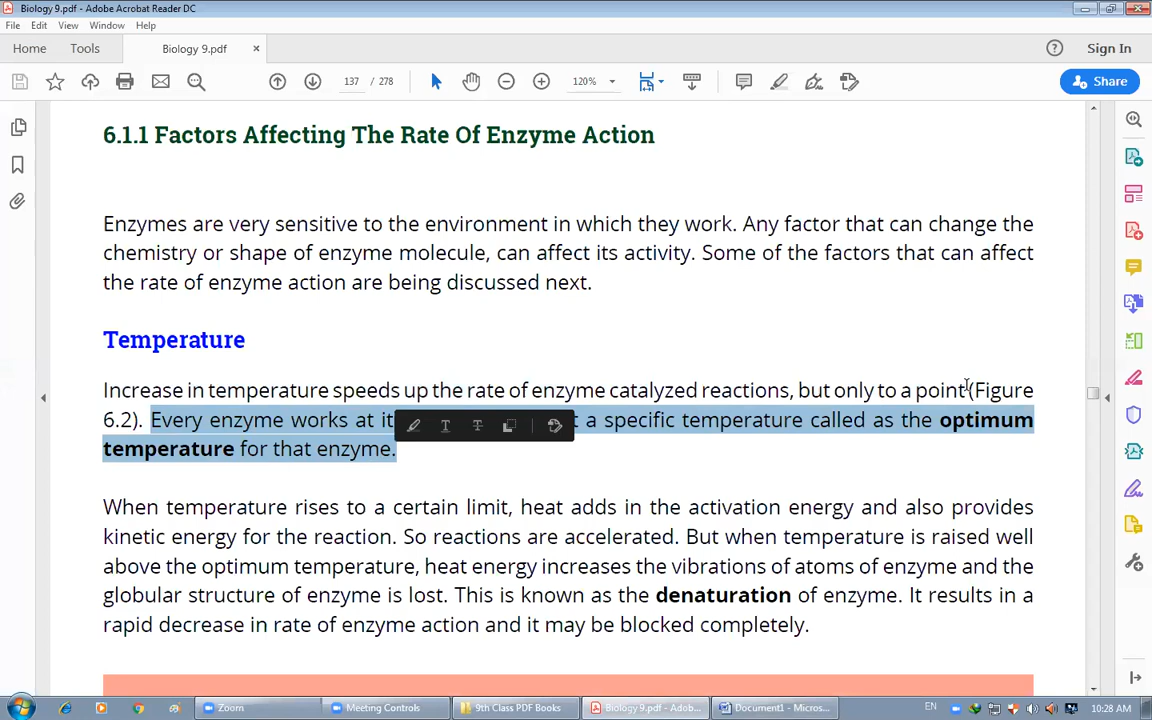 Biology 9.pdf - Adobe Acrobat Reader DC
File Edit View Window Help
Home Tools Biology 9.pdf × Sign In
137 / 278 120% Share
6.1.1 Factors Affecting The Rate Of Enzyme Action
Enzymes are very sensitive to the environment in which they work. Any factor that can change the
chemistry or shape of enzyme molecule, can affect its activity. Some of the factors that can affect
the rate of enzyme action are being discussed next.
Temperature
Increase in temperature speeds up the rate of enzyme catalyzed reactions, but only to a point (Figure
6.2). Every enzyme works at it a specific temperature called as the optimum
temperature for that enzyme.
When temperature rises to a certain limit, heat adds in the activation energy and also provides
kinetic energy for the reaction. So reactions are accelerated. But when temperature is raised well
above the optimum temperature, heat energy increases the vibrations of atoms of enzyme and the
globular structure of enzyme is lost. This is known as the denaturation of enzyme. It results in a
rapid decrease in rate of enzyme action and it may be blocked completely.
Zoom Meeting Controls 9th Class PDF Books Biology 9.pdf - Adob... Document1 - Micros... EN 10:28 AM